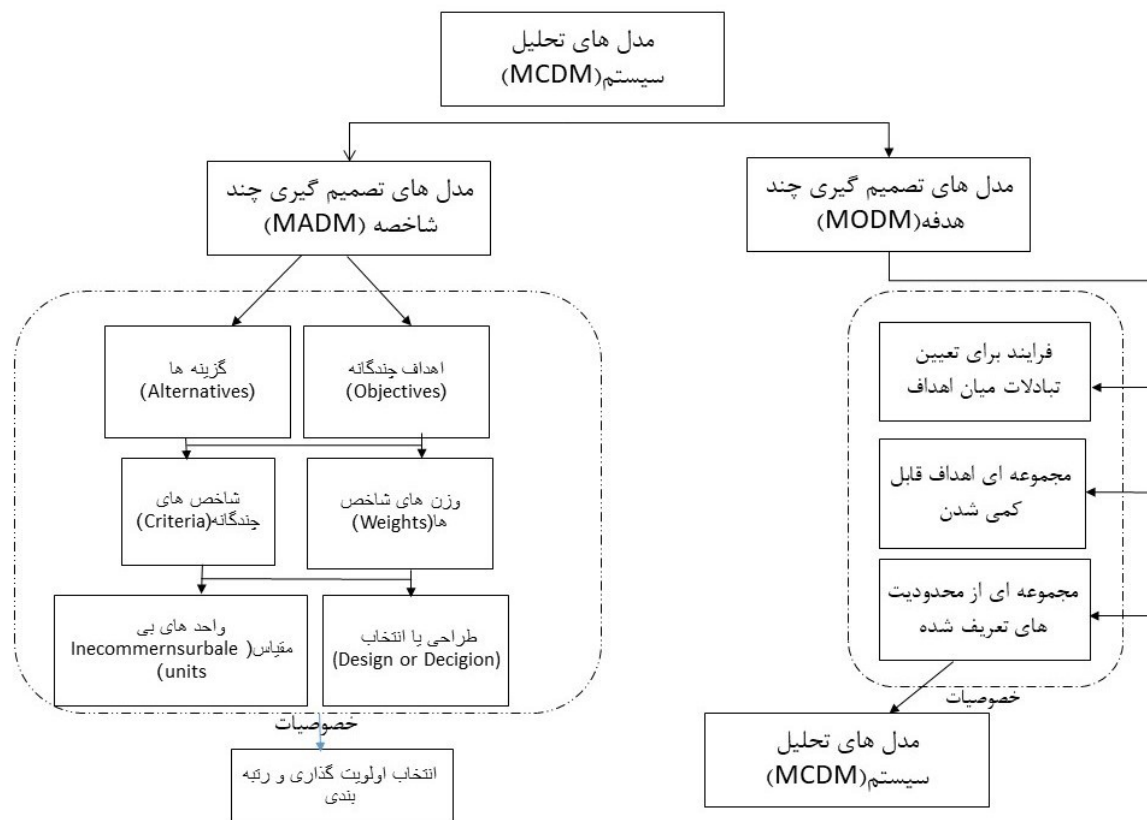 مدل های تحلیل
سیستم(MCDM)
مدل های تصمیم گیری چند
هدفه(MODM)
مدل های تصمیم گیری چند
شاخصه (MADM)
فرایند برای تعیین
تبادلات میان اهداف
مجموعه ای اهداف قابل
کمی شدن
مجموعه ای از محدودیت
های تعریف شده
خصوصیات
مدل های تحلیل
سیستم(MCDM)
اهداف چندگانه
(Objectives)
گزینه ها
(Alternatives)
وزن های شاخص
ها(Weights)
شاخص های
چندگانه(Criteria)
طراحی یا انتخاب
(Design or Decigion)
واحد های بی
مقیاس( Inecommernsurbale
units)
خصوصیات
انتخاب اولویت گذاری و رتبه
بندی